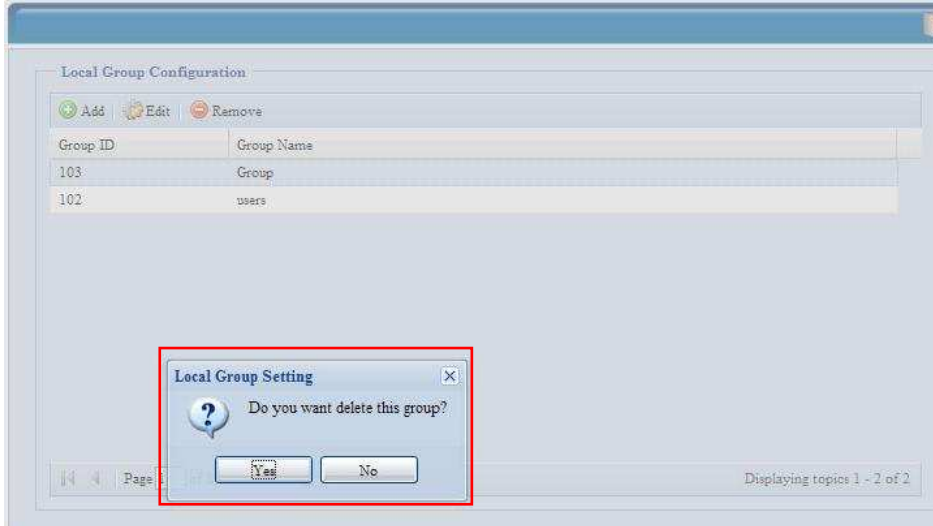 Local Group Configuration
Add Edit Remove
Group ID Group Name
103 Group
102 users
Local Group Setting
Do you want delete this group?
Yes No
Page 1
Displaying topics 1 - 2 of 2